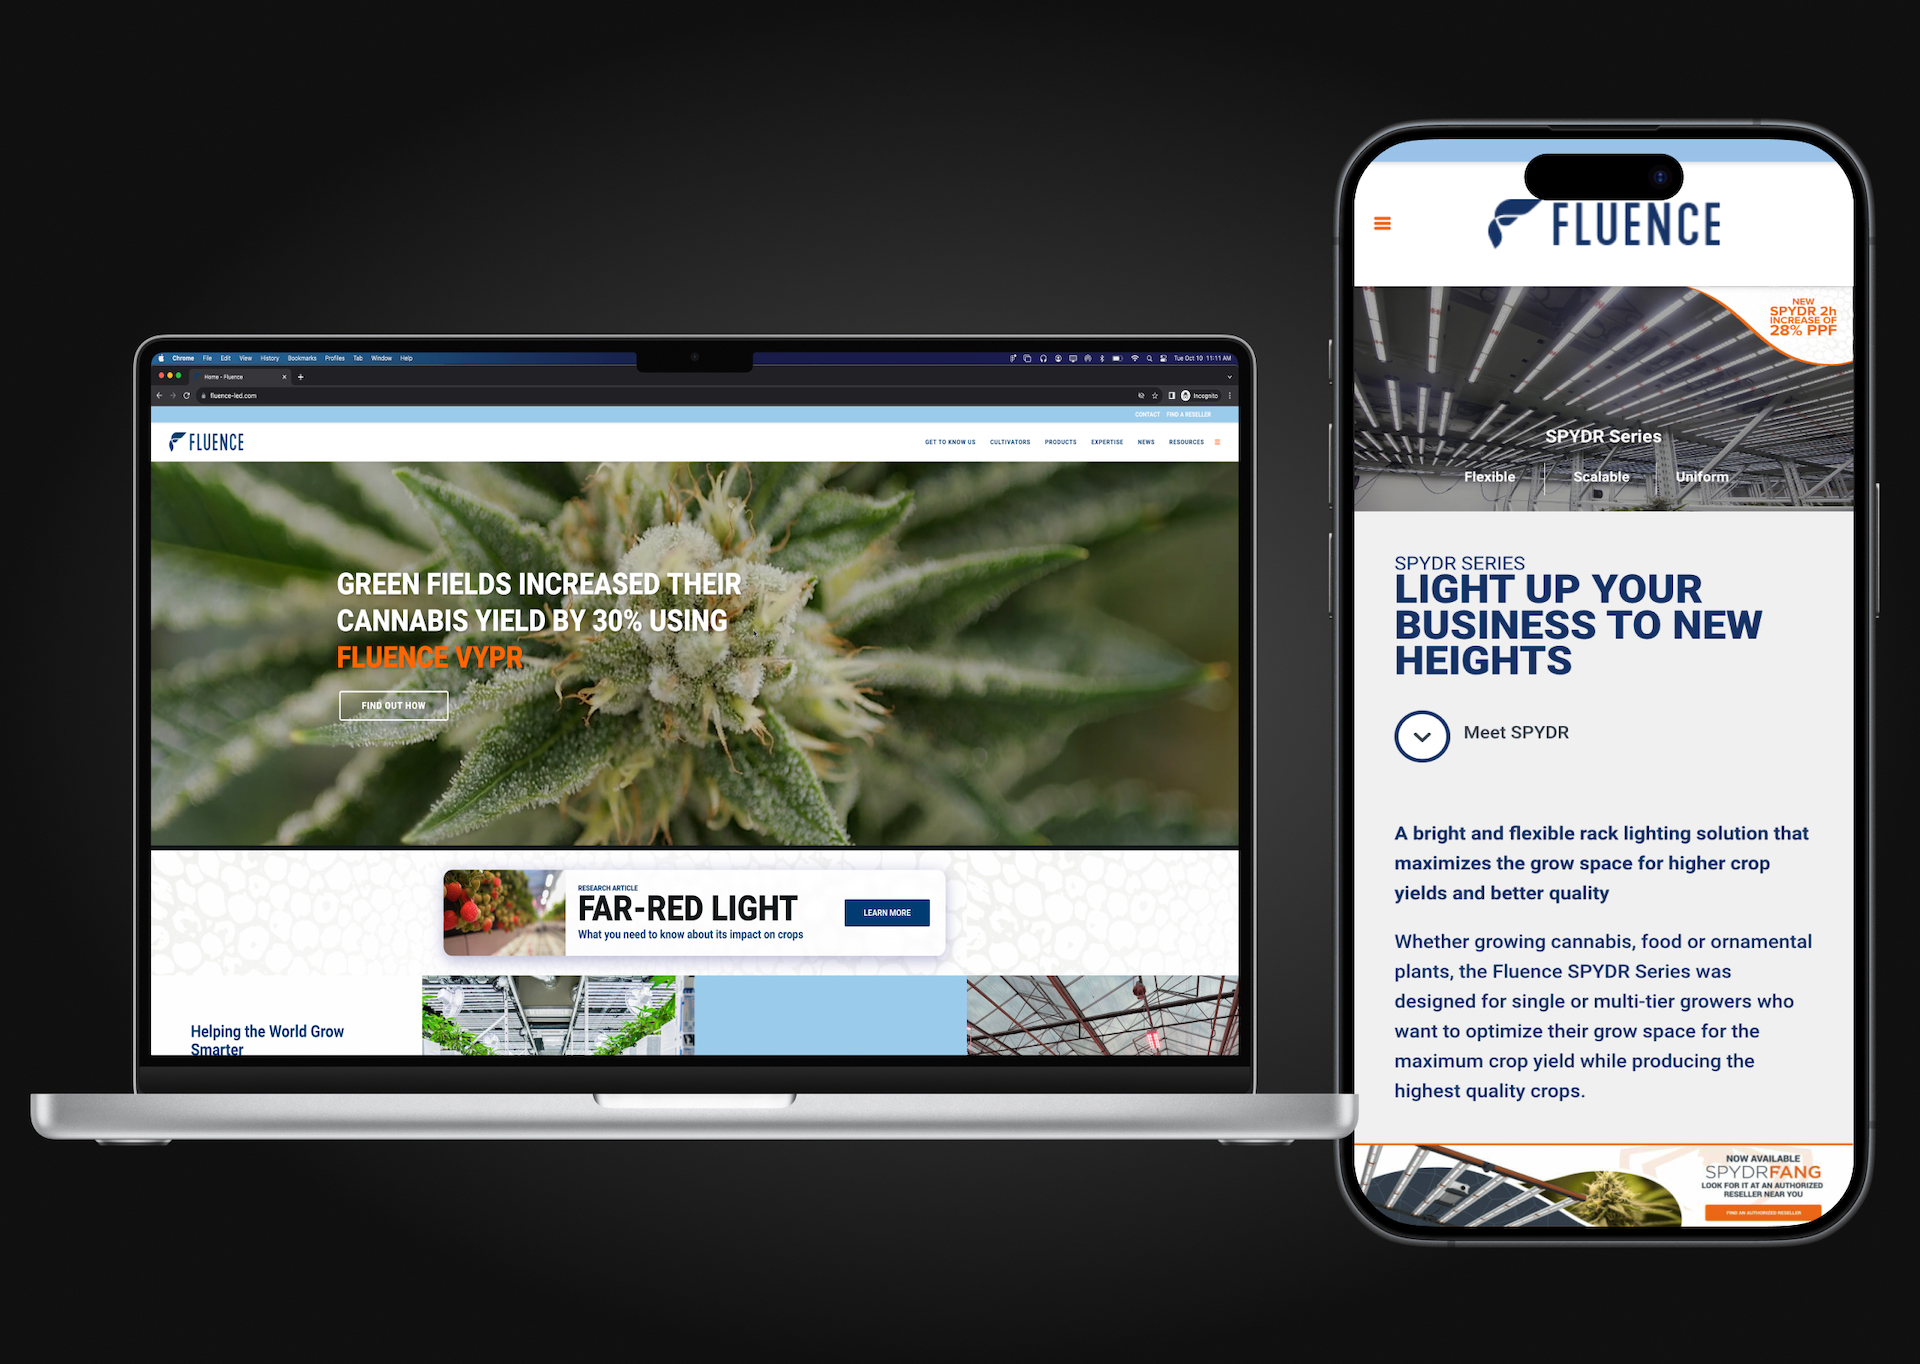 Chrome File Edit View History Bookmarks Profiles Tab Window Help
Tue Oct 10 11:11 AM
Home - Fluence
fluence-led.com
Incognito
CONTACT FIND A RESELLER
FLUENCE
GET TO KNOW US CULTIVATORS PRODUCTS EXPERTISE NEWS RESOURCES
GREEN FIELDS INCREASED THEIR
CANNABIS YIELD BY 30% USING
FLUENCE VYPR
FIND OUT HOW
RESEARCH ARTICLE
FAR-RED LIGHT
What you need to know about its impact on crops
LEARN MORE
Helping the World Grow
Smarter
FLUENCE
NEW
SPYDR 2h
INCREASE OF
28% PPF
SPYDR Series
Flexible Scalable Uniform
SPYDR SERIES
LIGHT UP YOUR
BUSINESS TO NEW
HEIGHTS
Meet SPYDR
A bright and flexible rack lighting solution that
maximizes the grow space for higher crop
yields and better quality
Whether growing cannabis, food or ornamental
plants, the Fluence SPYDR Series was
designed for single or multi-tier growers who
want to optimize their grow space for the
maximum crop yield while producing the
highest quality crops.
NOW AVAILABLE
SPYDRFANG
LOOK FOR IT AT AN AUTHORIZED
RESELLER NEAR YOU
FIND AN AUTHORIZED RESELLER